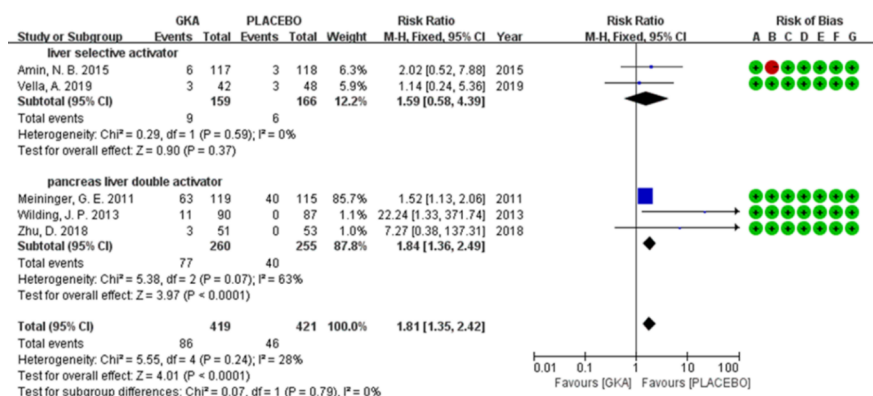 GKA PLACEBO Risk Ratio Risk Ratio Risk of Bias
Study or Subgroup Events Total Events Total Weight M-H, Fixed, 95% CI Year M-H, Fixed, 95% CI A B C D E F G
liver selective activator
Amin, N. B. 2015 6 117 3 118 6.3% 2.02 [0.52, 7.88] 2015
Vella, A. 2019 3 42 3 48 5.9% 1.14 [0.24, 5.36] 2019
Subtotal (95% CI) 159 166 12.2% 1.59 [0.58, 4.39]
Total events 9 6
Heterogeneity: Chi² = 0.29, df = 1 (P = 0.59); I² = 0%
Test for overall effect: Z = 0.90 (P = 0.37)
pancreas liver double activator
Meininger, G. E. 2011 63 119 40 115 85.7% 1.52 [1.13, 2.06] 2011
Wilding, J. P. 2013 11 90 0 87 1.1% 22.24 [1.33, 371.74] 2013
Zhu, D. 2018 3 51 0 53 1.0% 7.27 [0.38, 137.31] 2018
Subtotal (95% CI) 260 255 87.8% 1.84 [1.36, 2.49]
Total events 77 40
Heterogeneity: Chi² = 5.38, df = 2 (P = 0.07); I² = 63%
Test for overall effect: Z = 3.97 (P < 0.0001)
Total (95% CI) 419 421 100.0% 1.81 [1.35, 2.42]
Total events 86 46
Heterogeneity: Chi² = 5.55, df = 4 (P = 0.24); I² = 28%
Test for overall effect: Z = 4.01 (P < 0.0001)
Test for subgroup differences: Chi² = 0.07, df = 1 (P = 0.79), I² = 0%
0.01 0.1 1 10 100
Favours [GKA] Favours [PLACEBO]